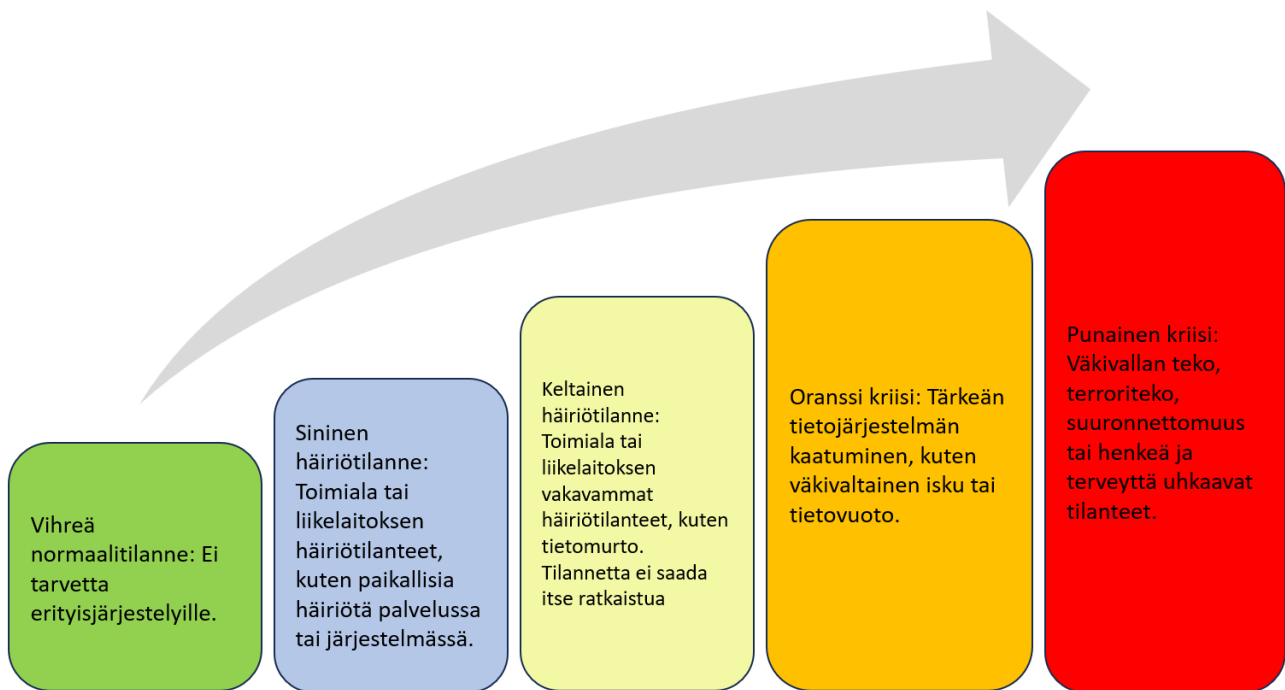 Vihreä
normaalitilanne: Ei
tarvetta
erityisjärjestelyille.
Sininen
häiriötilanne:
Toimiala tai
liikelaitoksen
häiriötilanteet,
kuten paikallisia
häiriötä palvelussa
tai järjestelmässä.
Keltainen
häiriötilanne:
Toimiala tai
liikelaitoksen
vakavammat
häiriötilanteet, kuten
tietomurto.
Tilannetta ei saada
itse ratkaistua
Oranssi kriisi: Tärkeän
tietojärjestelmän
kaatuminen, kuten
väkivaltainen isku tai
tietovuoto.
Punainen kriisi:
Väkivallan teko,
terroriteko,
suuronnettomuus
tai henkeä ja
terveyttä uhkaavat
tilanteet.